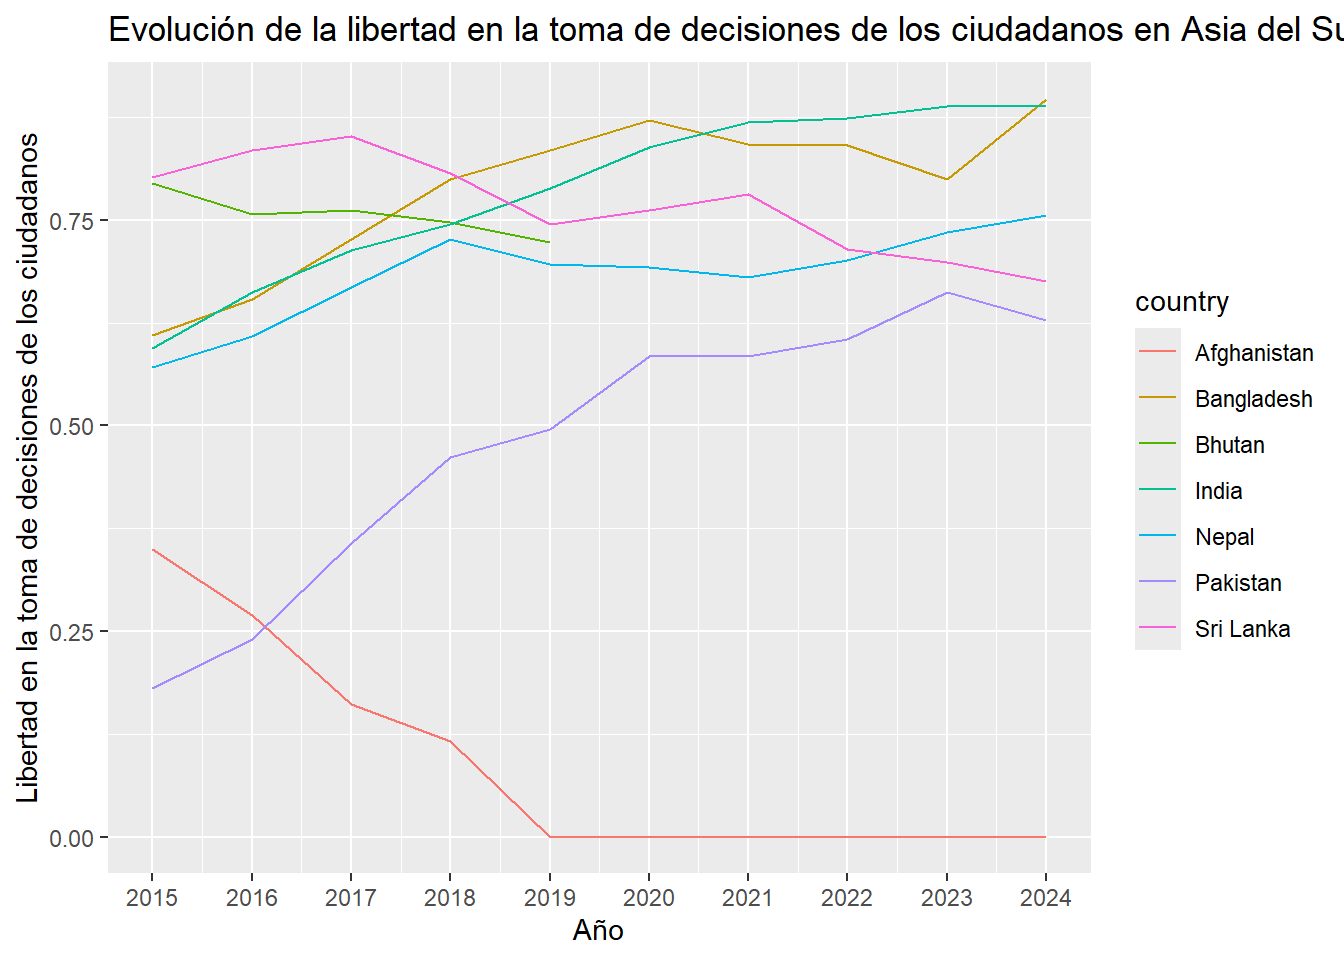 Evolución de la libertad en la toma de decisiones de los ciudadanos en Asia del Su
Libertad en la toma de decisiones de los ciudadanos
0.75
0.50
0.25
0.00
2015 2016 2017 2018 2019 2020 2021 2022 2023 2024
Año
country
Afghanistan
Bangladesh
Bhutan
India
Nepal
Pakistan
Sri Lanka